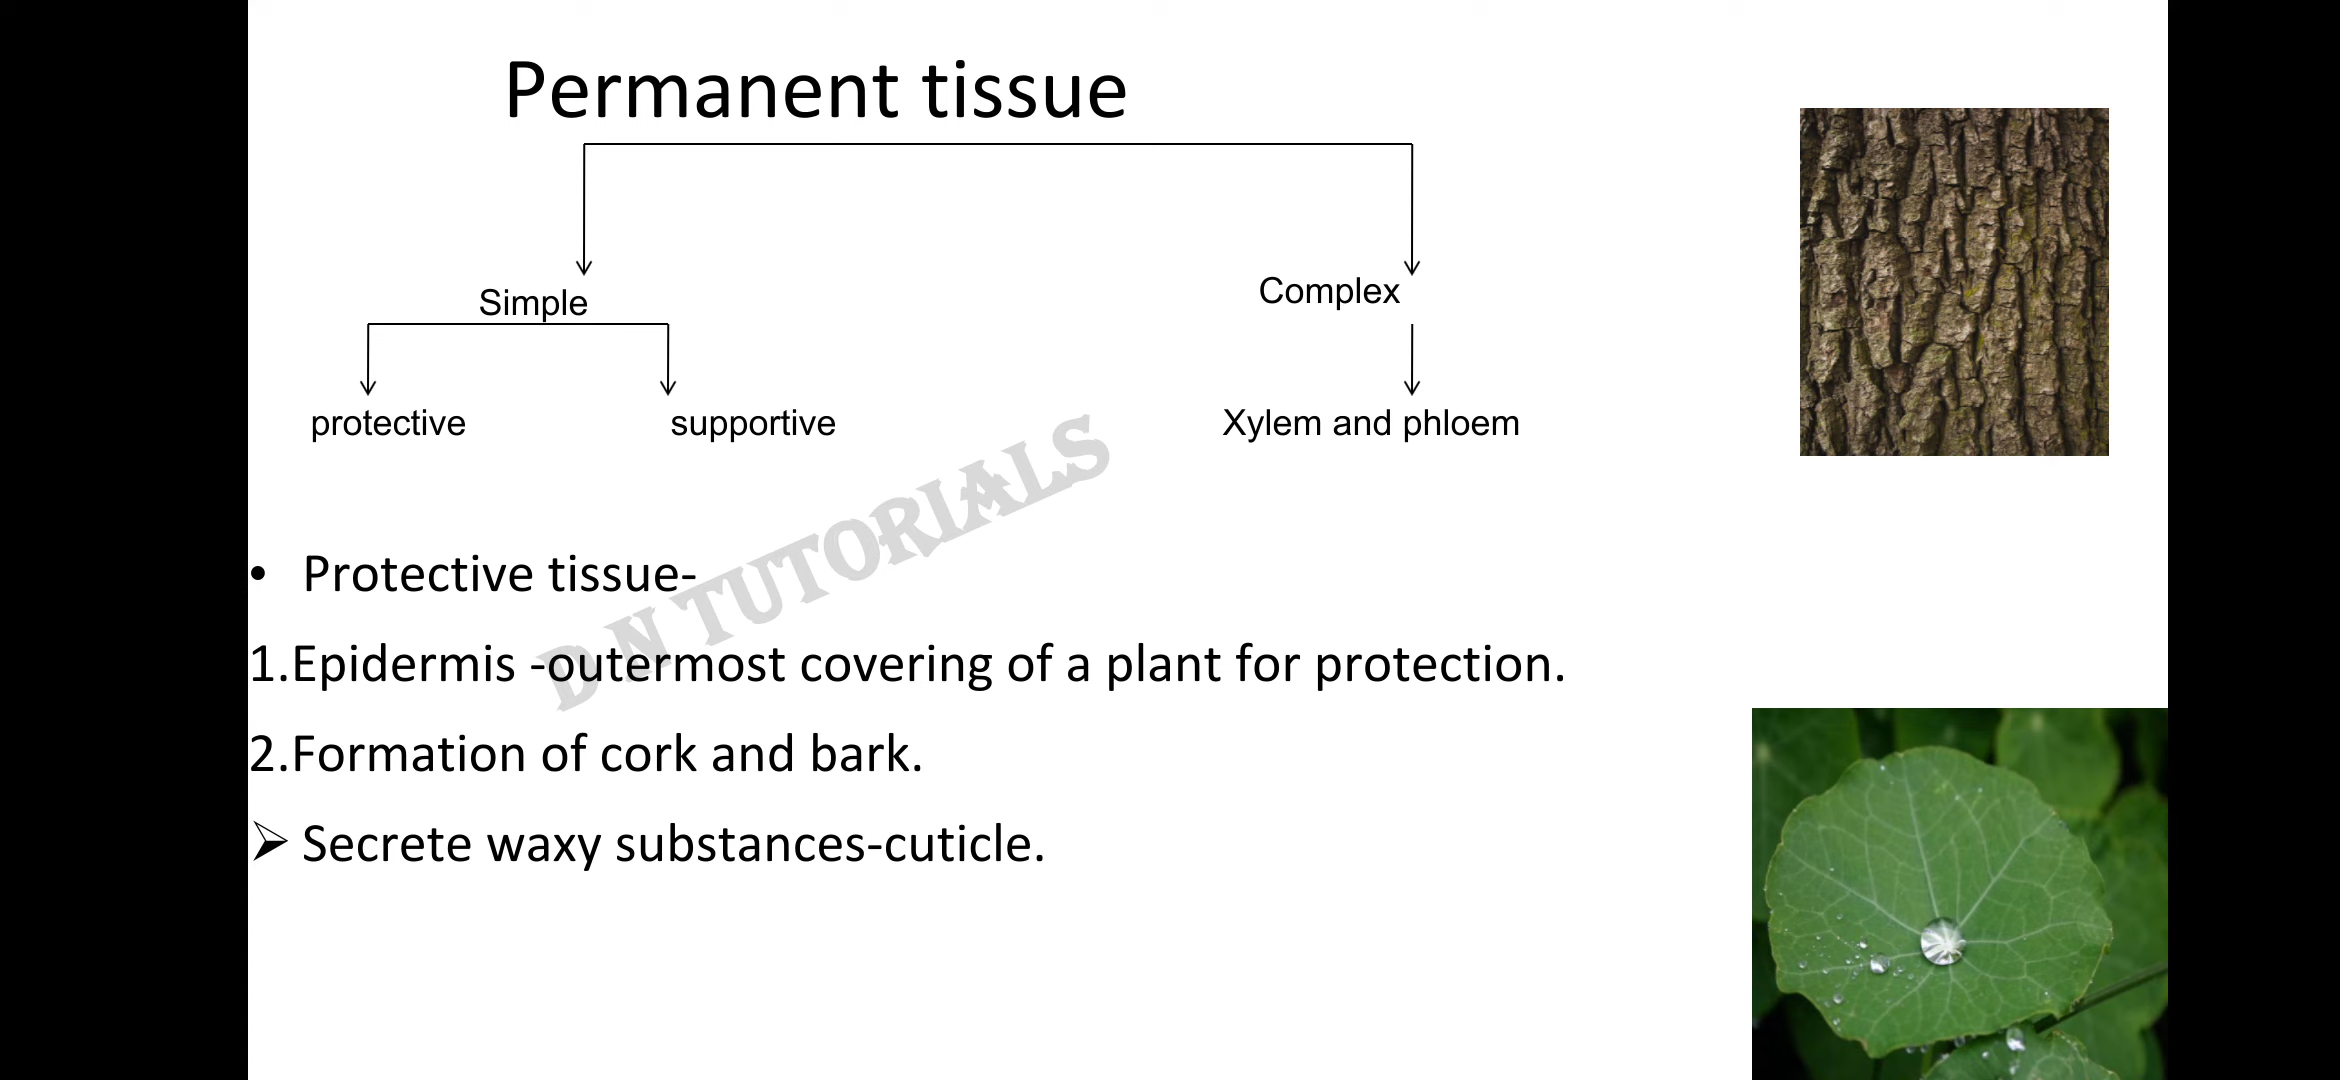 Permanent tissue
Simple
Complex
protective
supportive
Xylem and phloem
D N TUTORIALS
• Protective tissue-
1.Epidermis -outermost covering of a plant for protection.
2.Formation of cork and bark.
➢ Secrete waxy substances-cuticle.